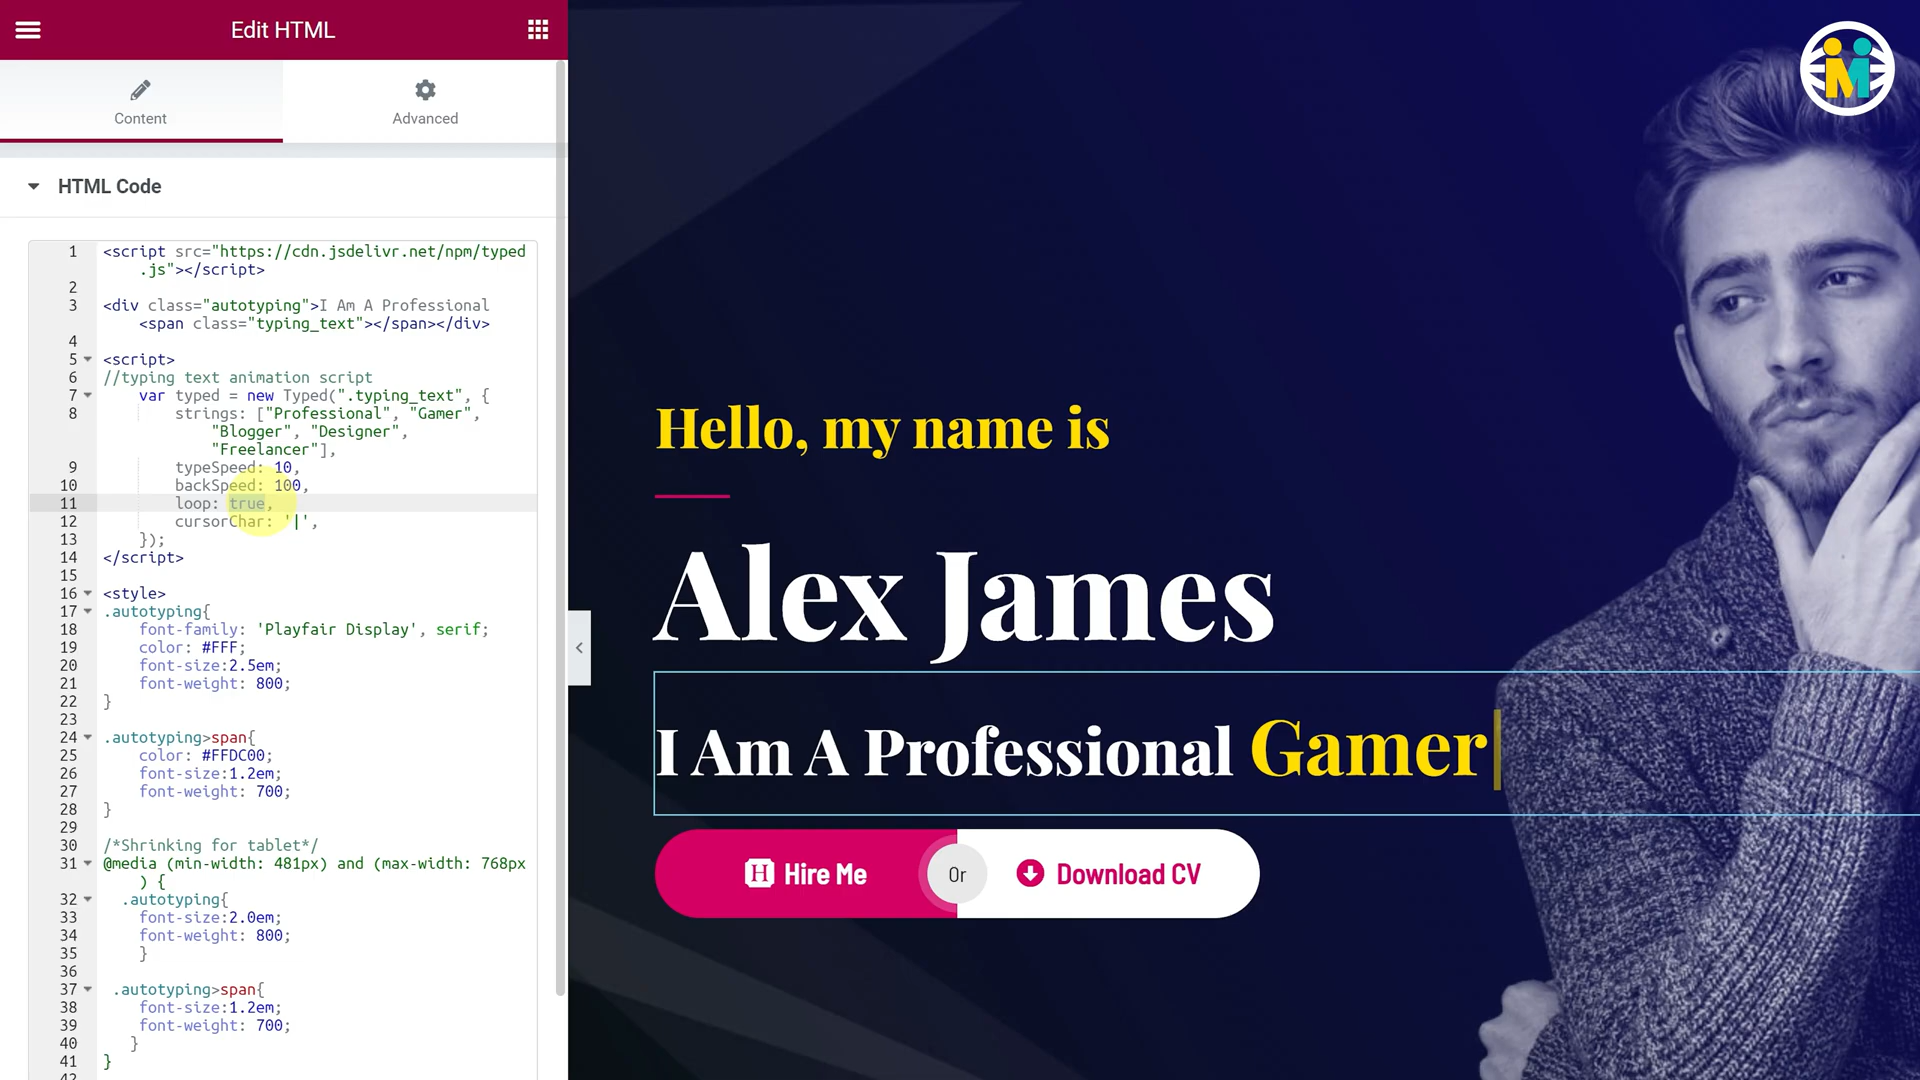 Edit HTML
Content
Advanced
HTML Code
1 <script src="https://cdn.jsdelivr.net/npm/typed
.js"></script>
2
3 <div class="autotyping">I Am A Professional
<span class="typing_text"></span></div>
4
5 <script>
6 //typing text animation script
7 var typed = new Typed(".typing_text", {
8 strings: ["Professional", "Gamer",
"Blogger", "Designer",
"Freelancer"],
9 typeSpeed: 10,
10 backSpeed: 100,
11 loop: true,
12 cursorChar: '|',
13 });
14 </script>
15
16 <style>
17 .autotyping{
18 font-family: 'Playfair Display', serif;
19 color: #FFF;
20 font-size:2.5em;
21 font-weight: 800;
22 }
23
24 .autotyping>span{
25 color: #FFDC00;
26 font-size:1.2em;
27 font-weight: 700;
28 }
29
30 /*Shrinking for tablet*/
31 @media (min-width: 481px) and (max-width: 768px
) {
32 .autotyping{
33 font-size:2.0em;
34 font-weight: 800;
35 }
36
37 .autotyping>span{
38 font-size:1.2em;
39 font-weight: 700;
40 }
41 }
42
M
Hello, my name is
Alex James
I Am A Professional Gamer|
H Hire Me
Or
Download CV